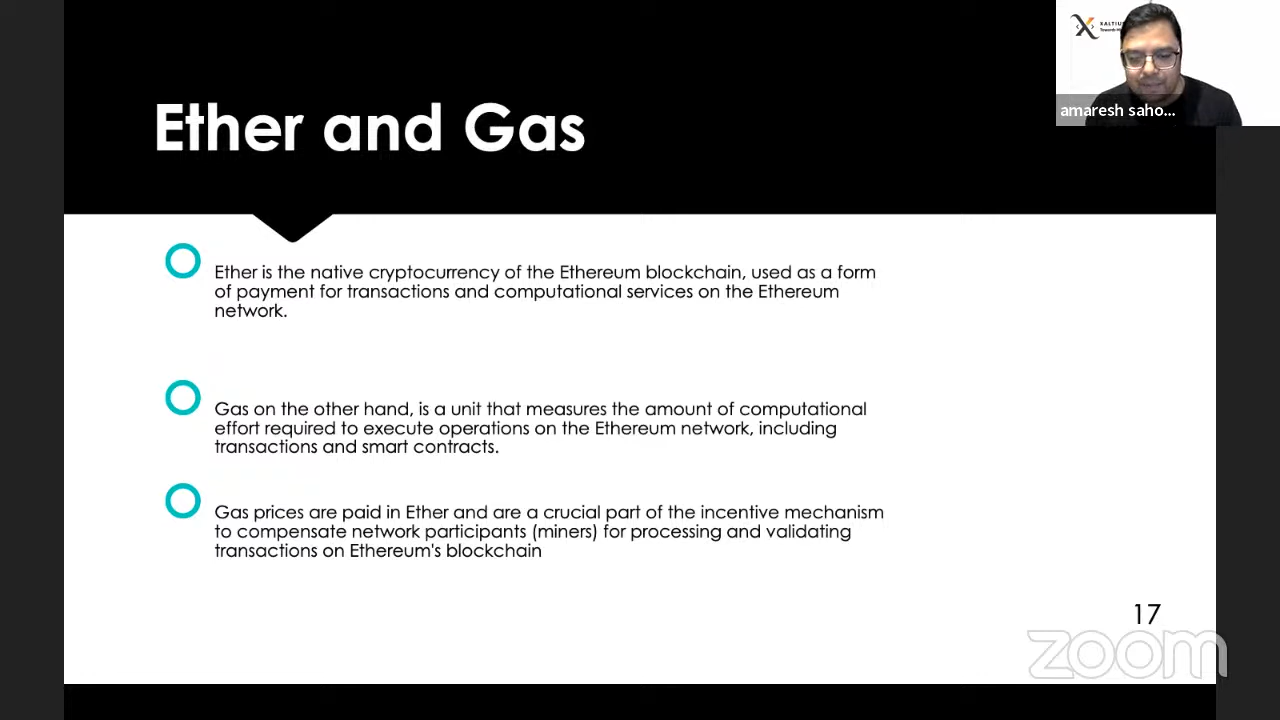 Ether and Gas
amaresh saho...
Ether is the native cryptocurrency of the Ethereum blockchain, used as a form
of payment for transactions and computational services on the Ethereum
network.
Gas on the other hand, is a unit that measures the amount of computational
effort required to execute operations on the Ethereum network, including
transactions and smart contracts.
Gas prices are paid in Ether and are a crucial part of the incentive mechanism
to compensate network participants (miners) for processing and validating
transactions on Ethereum's blockchain
17
zoom